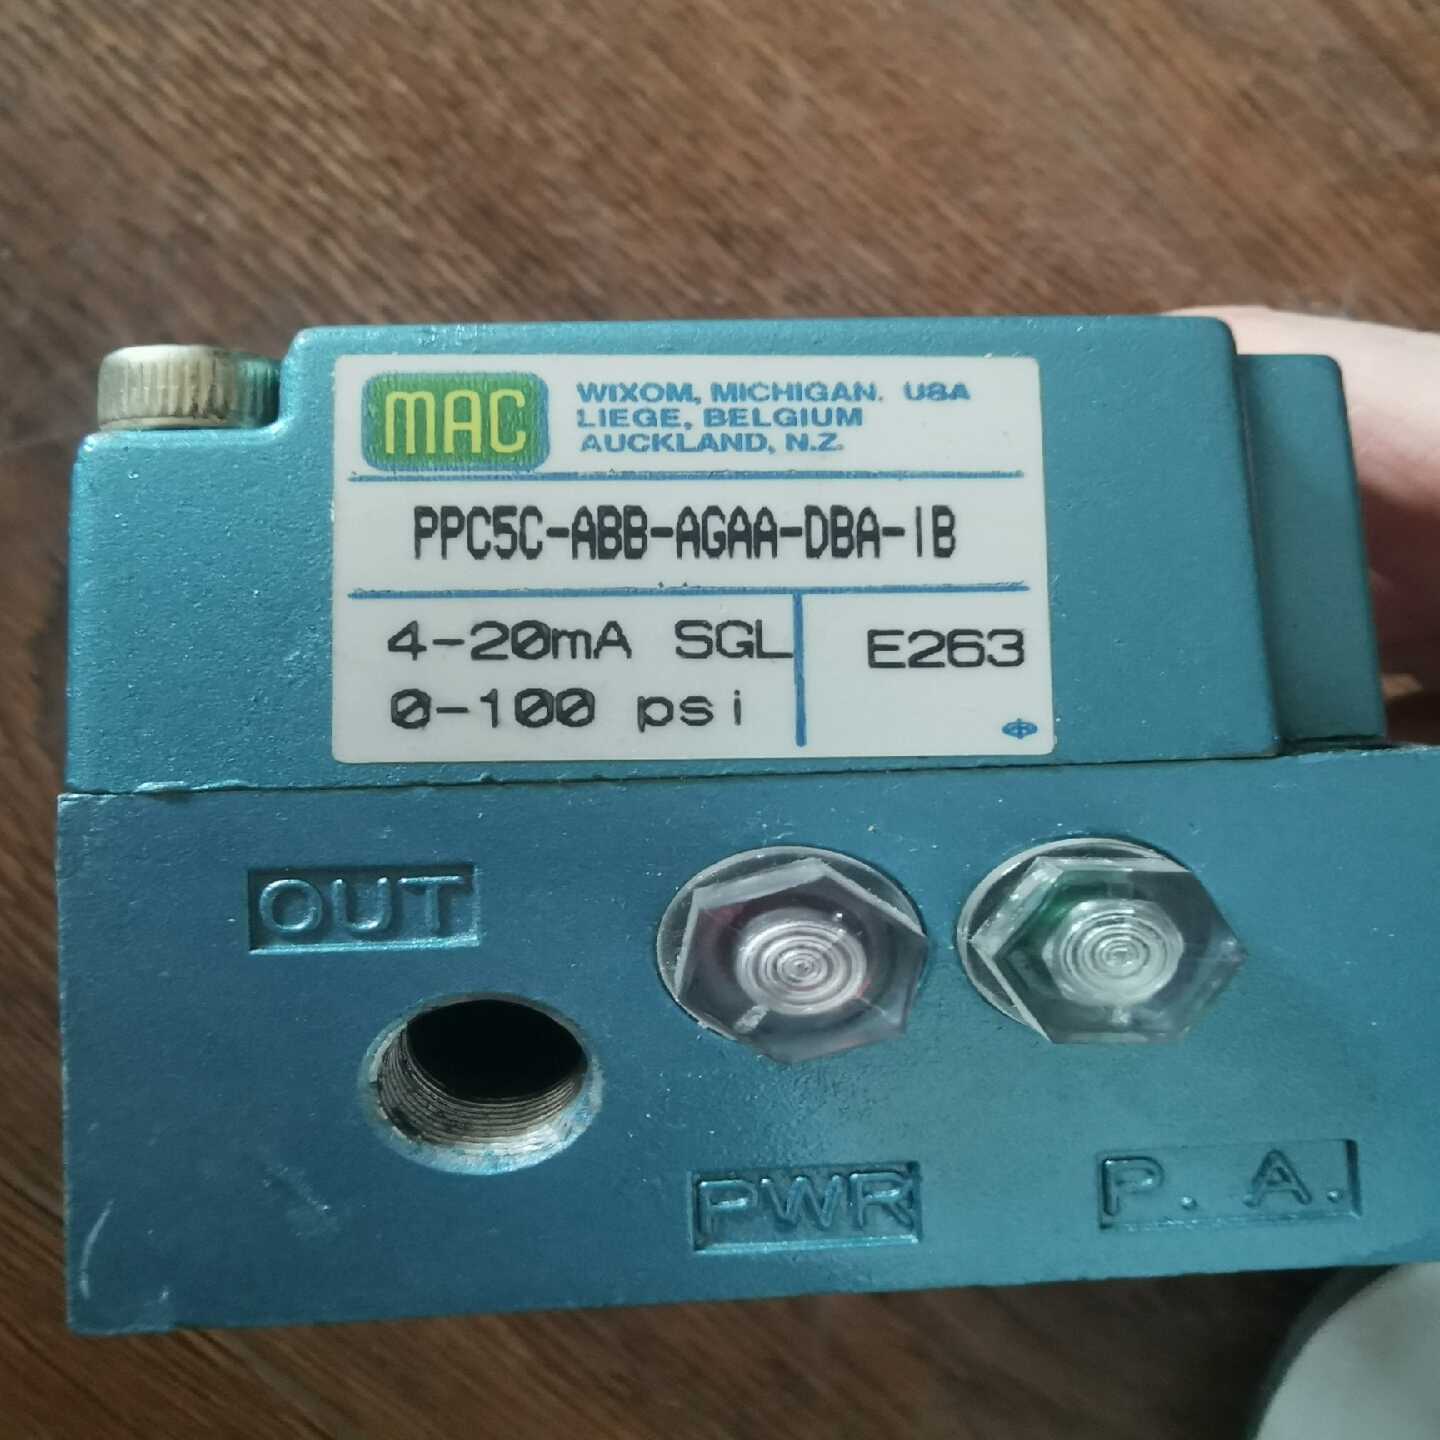 MAC
WIXOM, MICHIGAN. USA
LIEGE, BELGIUM
AUCKLAND, N.Z.
PPC5C-ABB-AGAA-DBA-IB
4-20mA SGL
0-100 psi
E263
OUT
PWR
P. A.